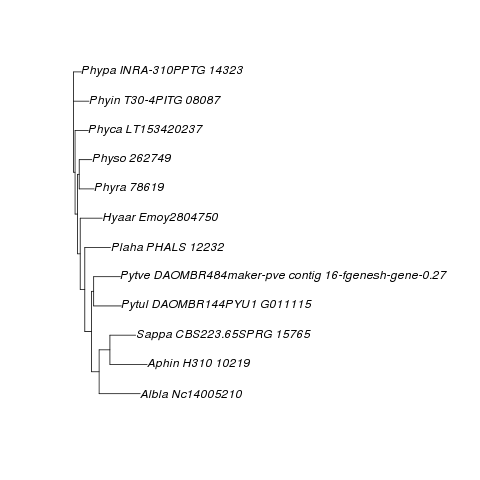 Phypa INRA-310PPTG 14323
Phyin T30-4PITG 08087
Phyca LT153420237
Physo 262749
Phyra 78619
Hyaar Emoy2804750
Plaha PHALS 12232
Pytve DAOMBR484maker-pve contig 16-fgenesh-gene-0.27
Pytul DAOMBR144PYU1 G011115
Sappa CBS223.65SPRG 15765
Aphin H310 10219
Albla Nc14005210